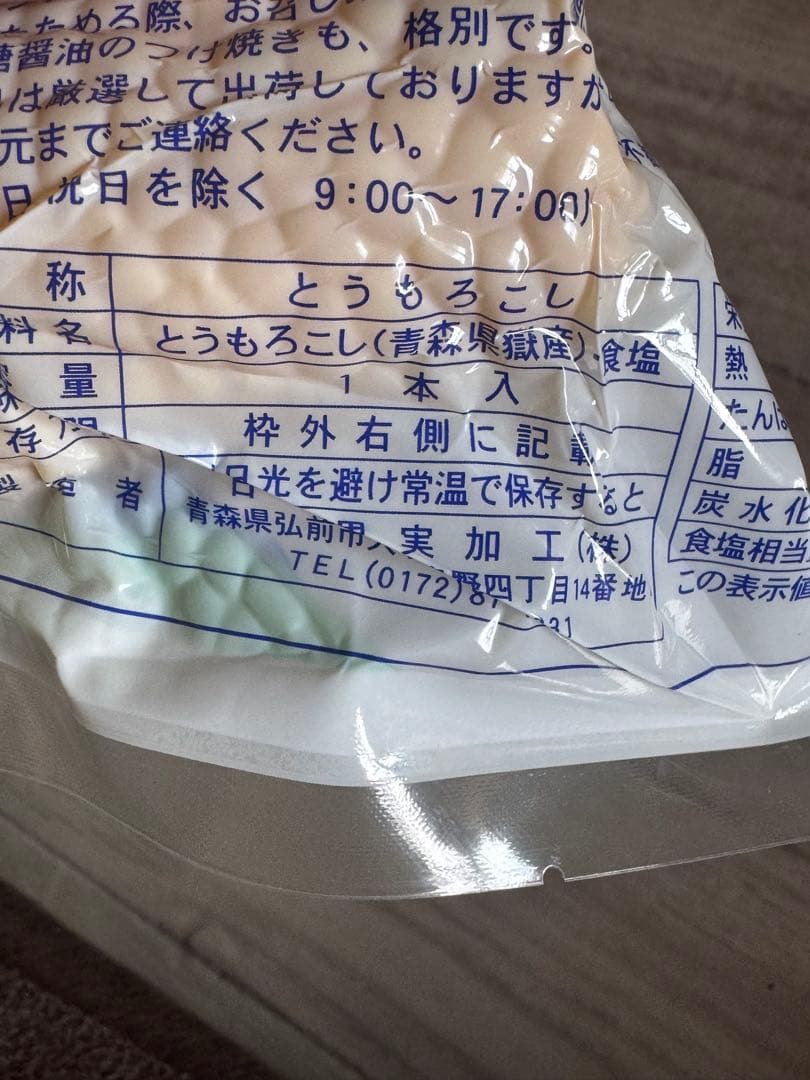 ためる際、お召し
糖醤油のつけ焼きも、格別です。
は厳選して出荷しておりますが
元までご連絡ください。
日祝日を除く 9:00〜17:00)
称 とうもろこし
料名 とうもろこし(青森県嶽産)、食塩
量 1本入
存 枠外右側に記載
日光を避け常温で保存すると
製造者 青森県弘前市 実加工(株)
野四丁目14番地
TEL(0172)
31
熱
たんぱ
脂
炭水化
食塩相当
この表示値